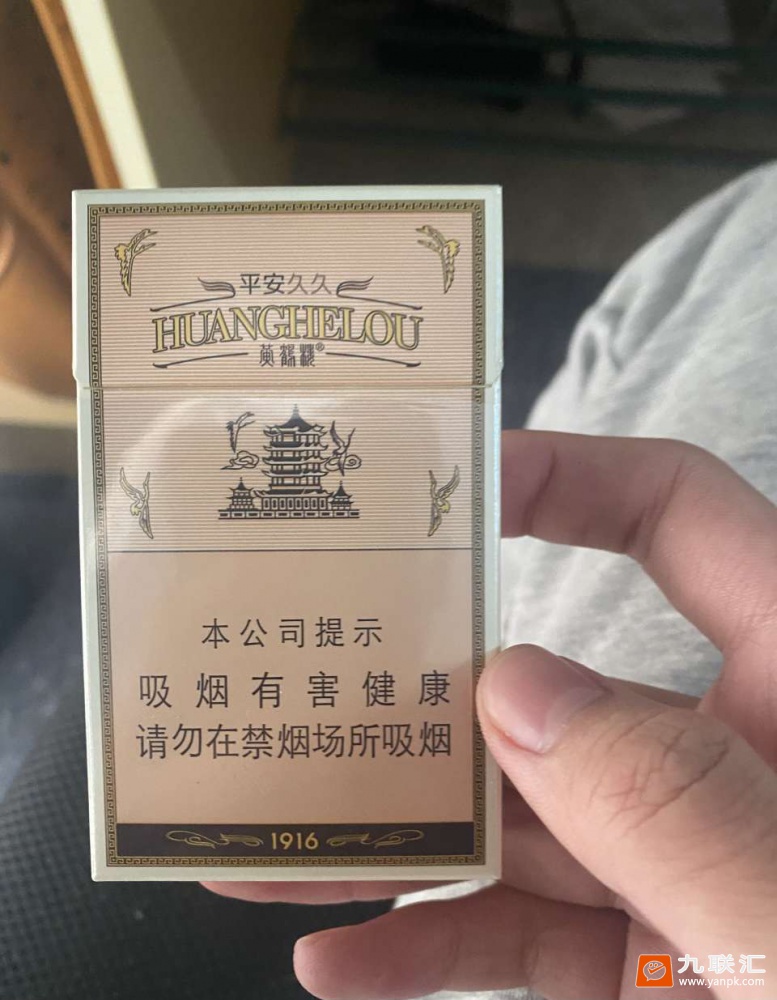 平安久久
HUANGHELOU
黄鹤楼®
本公司提示
吸烟有害健康
请勿在禁烟场所吸烟
1916
九联汇
www.yanpk.com